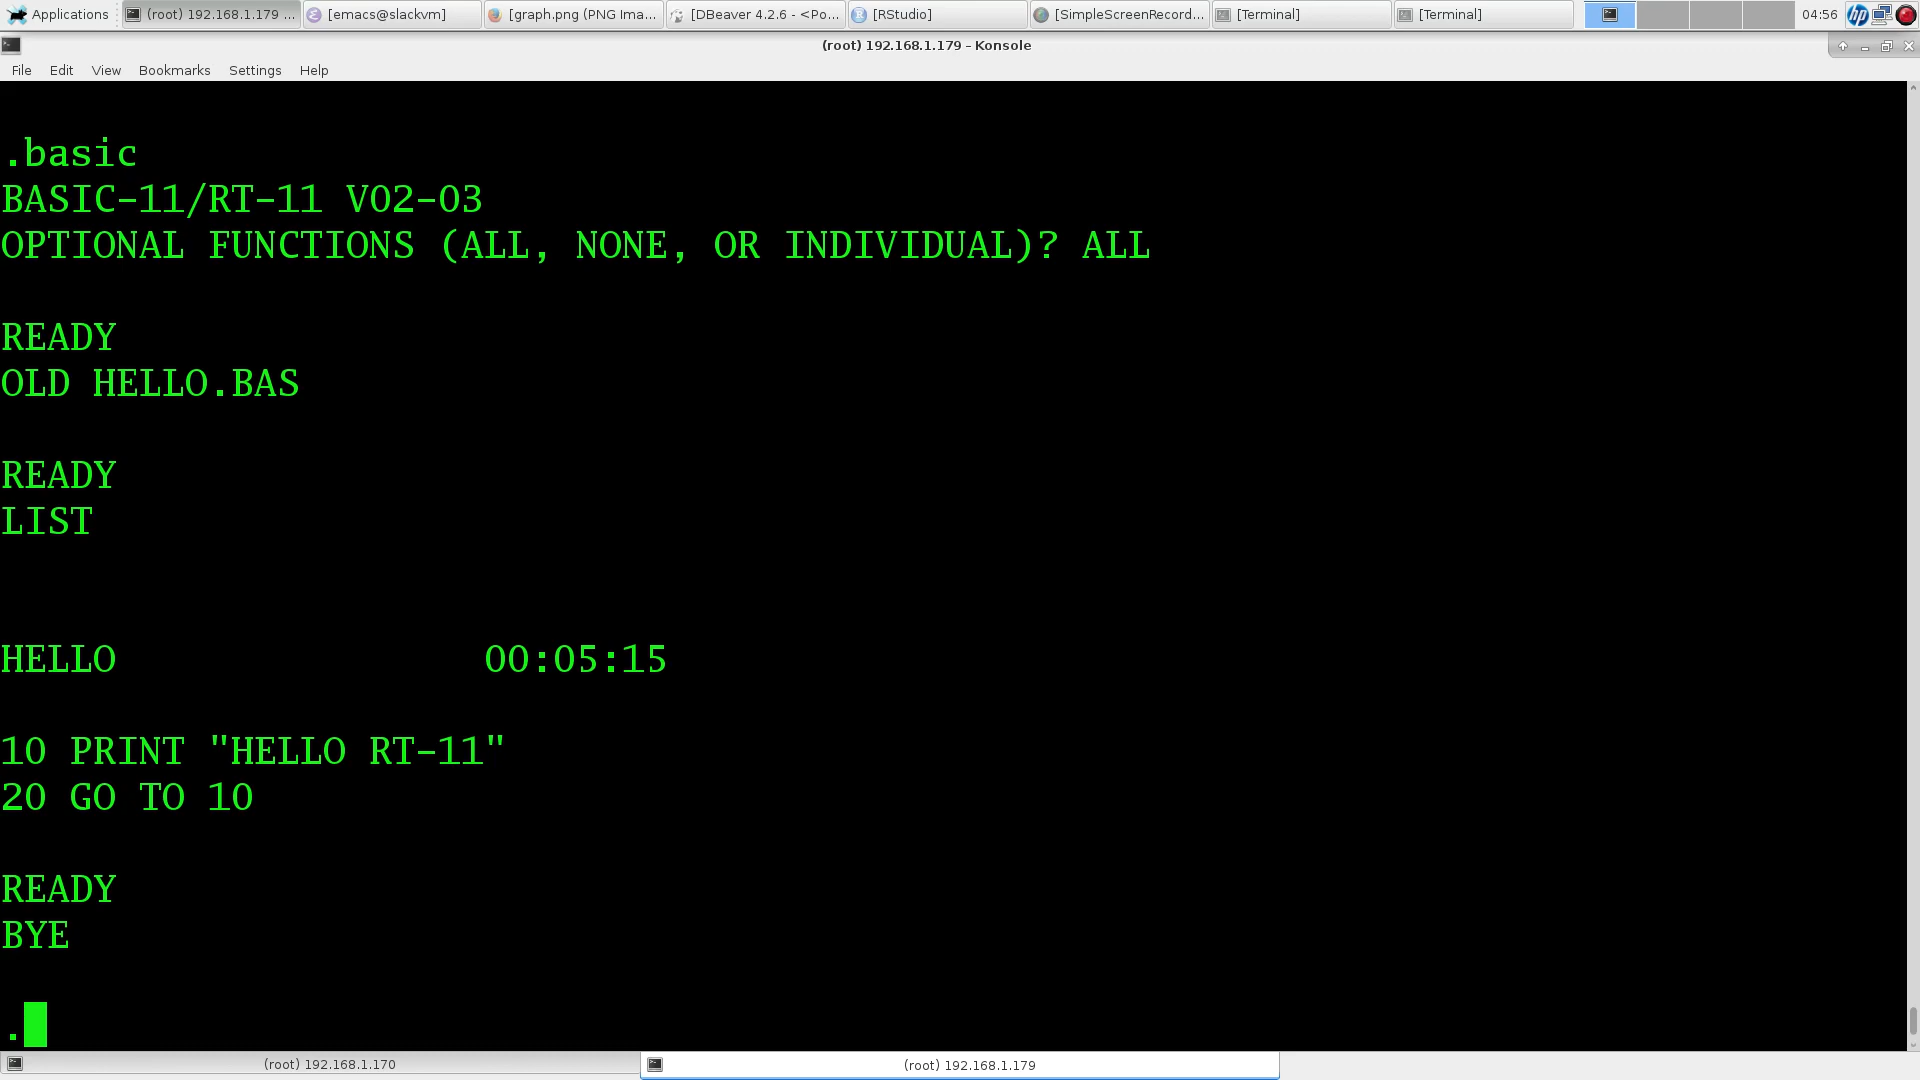 Applications (root) 192.168.1.179 ... [emacs@slackvm] [graph.png (PNG Ima... [DBeaver 4.2.6 - <Po... [RStudio] [SimpleScreenRecord... [Terminal] [Terminal] 04:56
(root) 192.168.1.179 - Konsole
File Edit View Bookmarks Settings Help
.basic
BASIC-11/RT-11 V02-03
OPTIONAL FUNCTIONS (ALL, NONE, OR INDIVIDUAL)? ALL
READY
OLD HELLO.BAS
READY
LIST
HELLO 00:05:15
10 PRINT "HELLO RT-11"
20 GO TO 10
READY
BYE
.
(root) 192.168.1.170 (root) 192.168.1.179